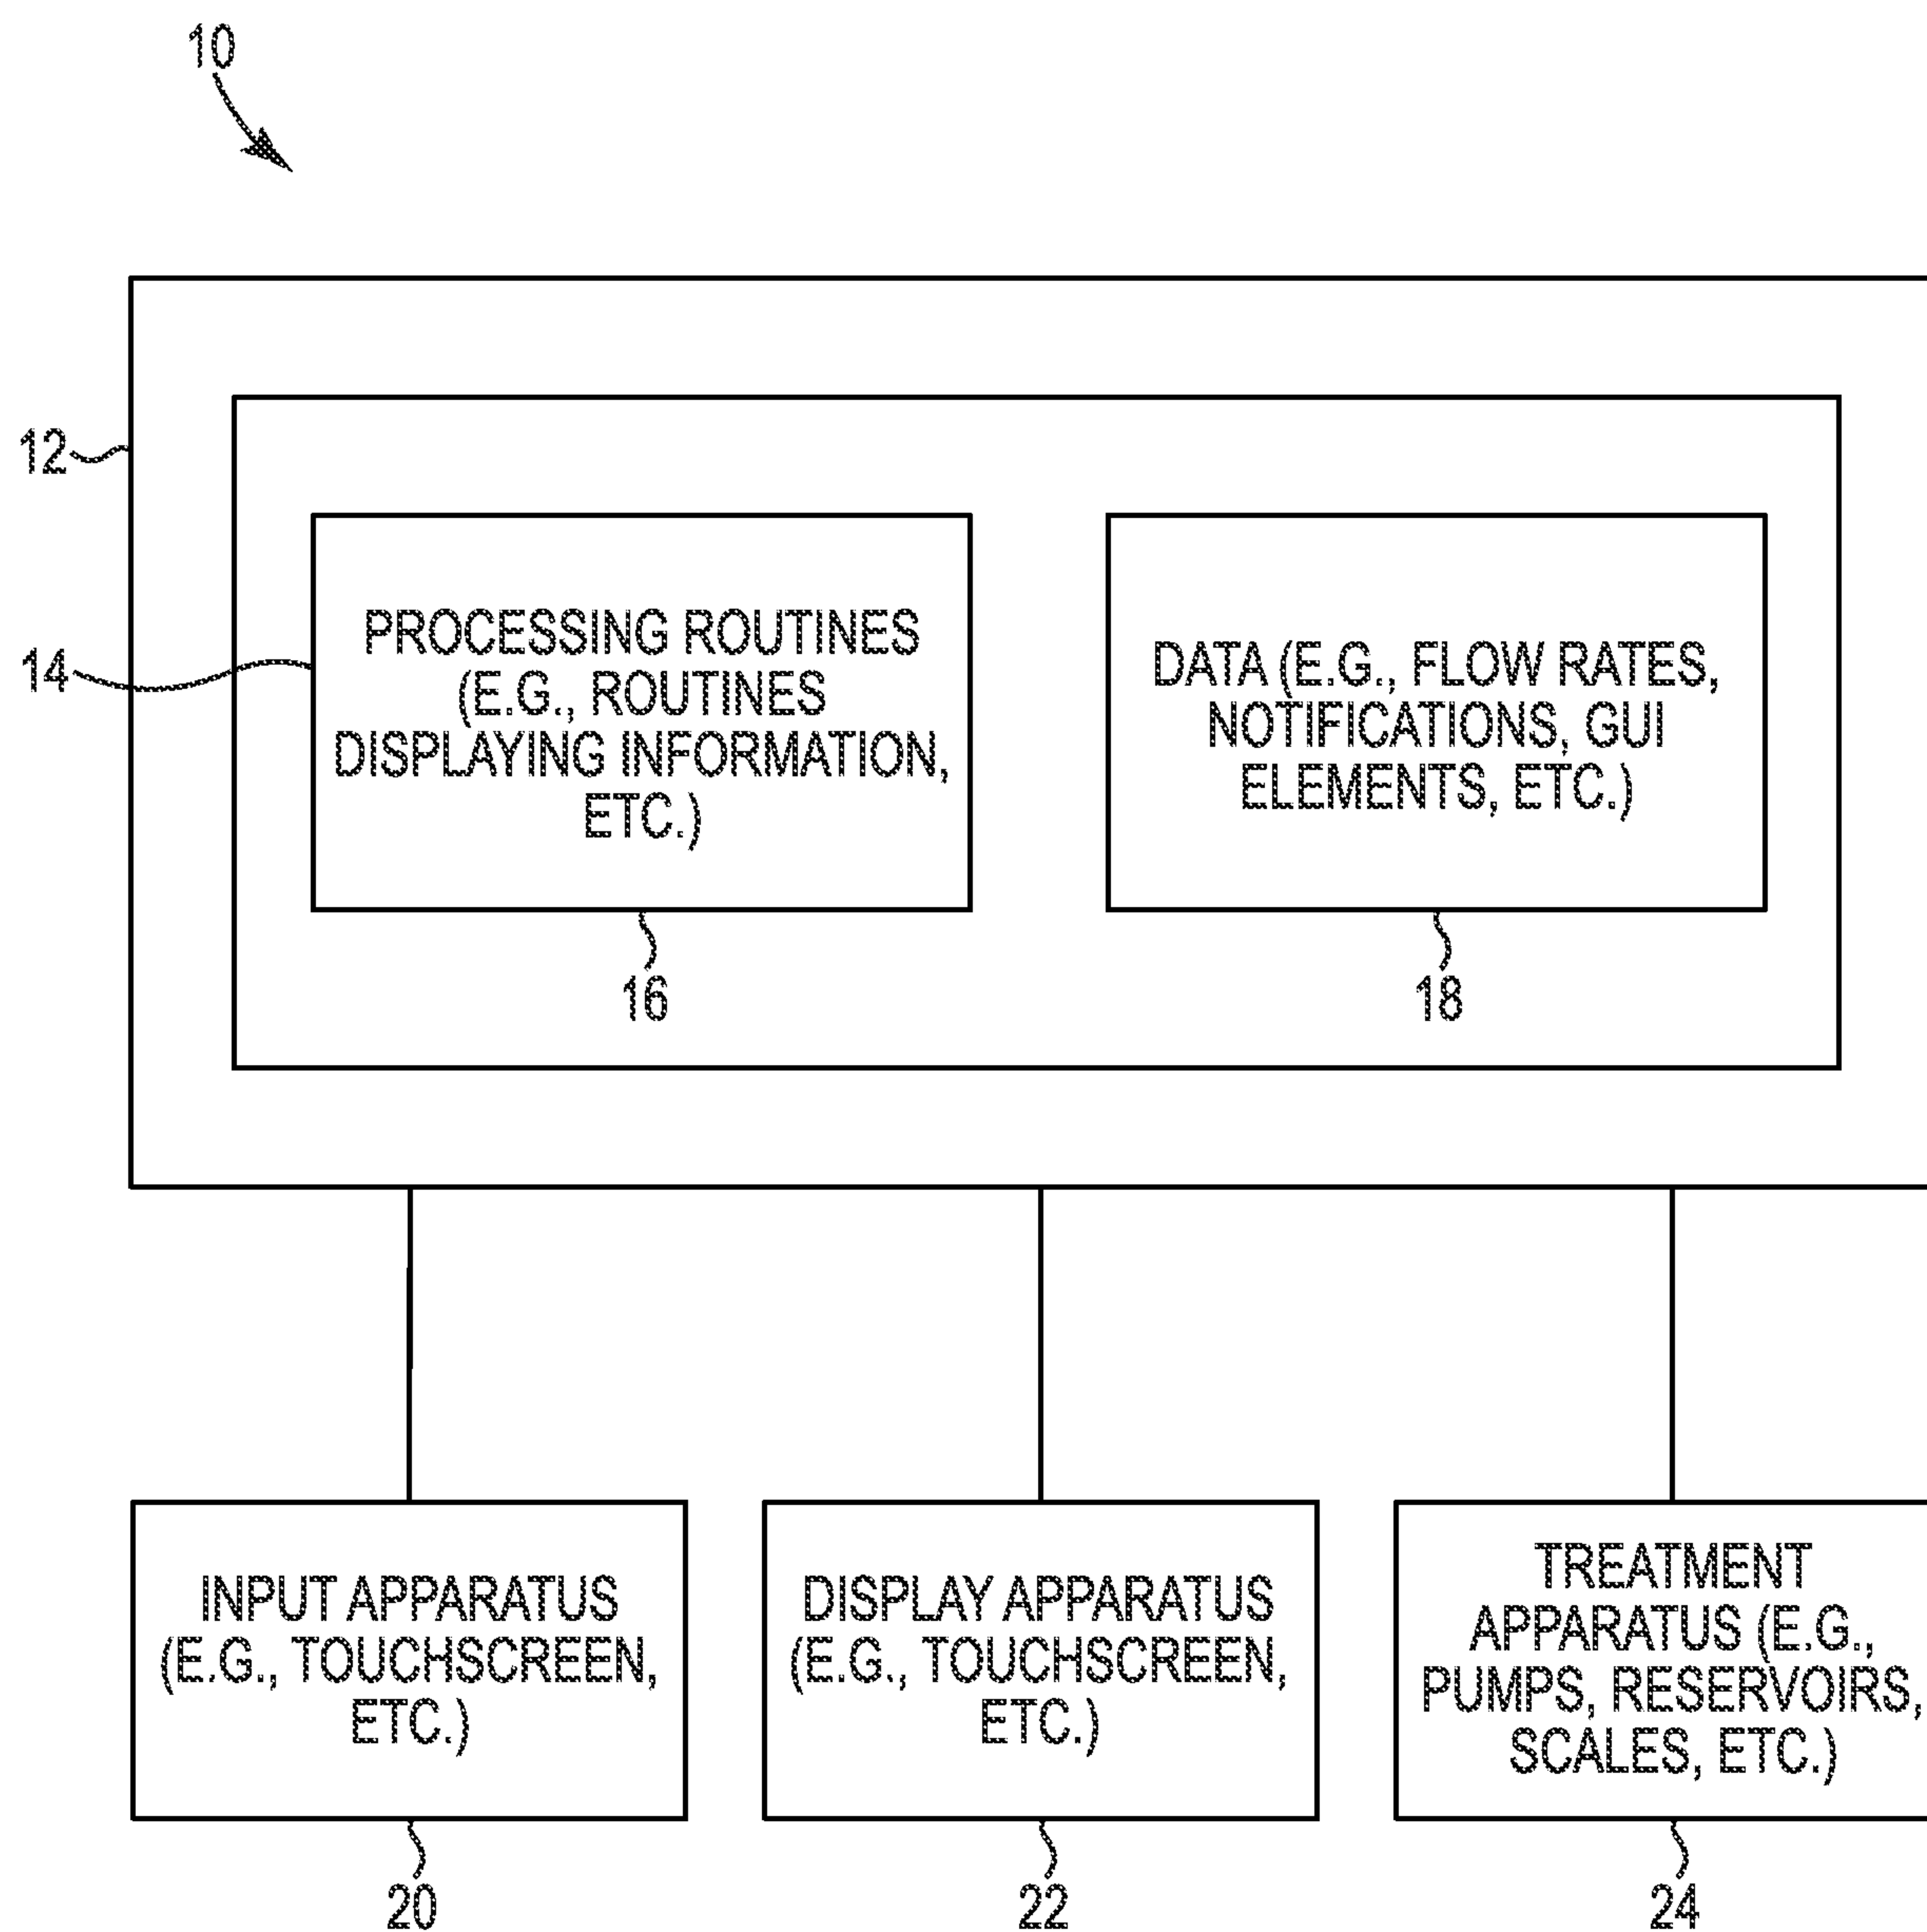 10
12
14
PROCESSING ROUTINES
(E.G., ROUTINES
DISPLAYING INFORMATION,
ETC.)
16
DATA (E.G., FLOW RATES,
NOTIFICATIONS, GUI
ELEMENTS, ETC.)
18
INPUT APPARATUS
(E.G., TOUCHSCREEN,
ETC.)
20
DISPLAY APPARATUS
(E.G., TOUCHSCREEN,
ETC.)
22
TREATMENT
APPARATUS (E.G.,
PUMPS, RESERVOIRS,
SCALES, ETC.)
24